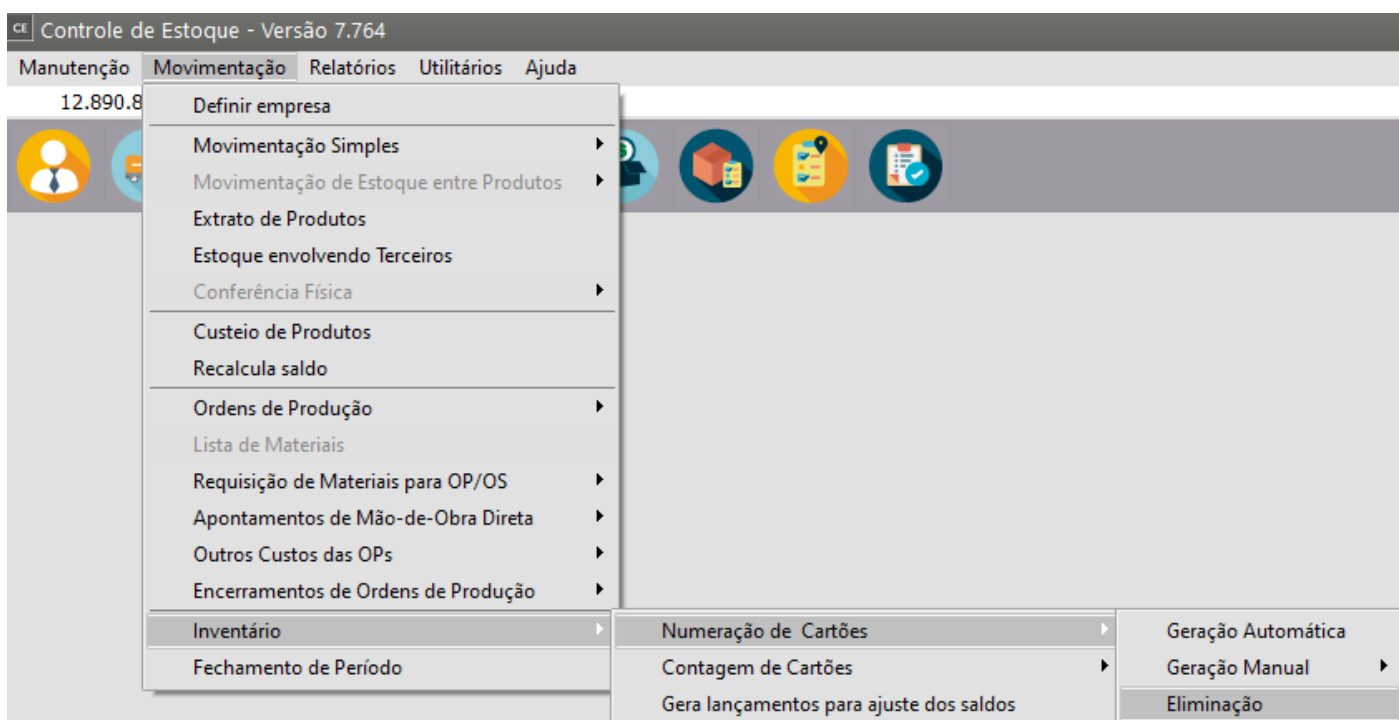 CE Controle de Estoque - Versão 7.764
Manutenção Movimentação Relatórios Utilitários Ajuda
12.890.8
Definir empresa
Movimentação Simples
Movimentação de Estoque entre Produtos
Extrato de Produtos
Estoque envolvendo Terceiros
Conferência Física
Custeio de Produtos
Recalcula saldo
Ordens de Produção
Lista de Materiais
Requisição de Materiais para OP/OS
Apontamentos de Mão-de-Obra Direta
Outros Custos das OPs
Encerramentos de Ordens de Produção
Inventário
Fechamento de Período
Numeração de Cartões
Contagem de Cartões
Gera lançamentos para ajuste dos saldos
Geração Automática
Geração Manual
Eliminação